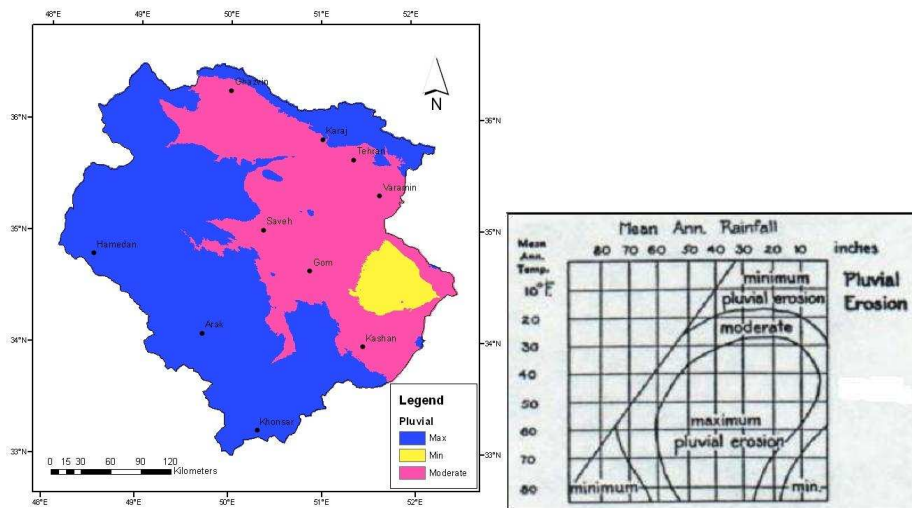 48°E 49°E 50°E 51°E 52°E
N
36°N
36°N
35°N
35°N
34°N
34°N
33°N
33°N
Ghazvin
Karaj
Tehran
Varamin
Saveh
Hamedan
Gom
Arak
Kashan
Khonsar
Legend
Pluvial
Max
Min
Moderate
0 15 30 60 90 120
Kilometers
48°E 49°E 50°E 51°E 52°E
Mean Ann. Rainfall
80 70 60 50 40 30 20 10 inches
Mean
Ann.
Temp.
10°F
20
30
40
50
60
70
80
minimum
pluvial erosion
moderate
maximum
pluvial erosion
minimum
min.
Pluvial
Erosion